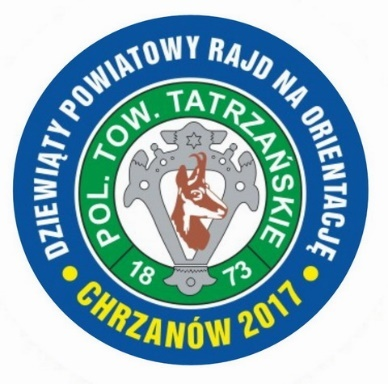 DZIEWIĄTY POWIATOWY RAJD NA ORIENTACJĘ
POL. TOW. TATRZAŃSKIE
18 73
• CHRZANÓW 2017 •